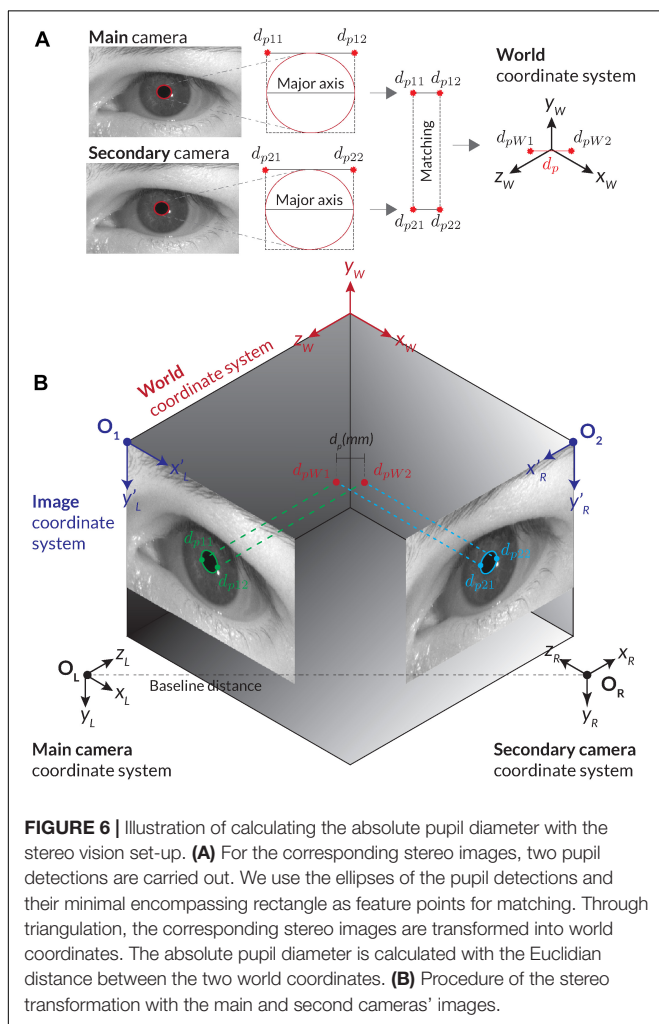 A
Main camera
d_p11 d_p12
Major axis
Secondary camera
d_p21 d_p22
Major axis
d_p11 d_p12
Matching
d_p21 d_p22
World
coordinate system
y_W
d_pW1 d_pW2
d_p
z_W x_W
y_W
z_W x_W
World
coordinate system
B
O_1
O_2
d_p(mm)
x'_L
x'_R
d_pW1 d_pW2
y'_L
y'_R
Image
coordinate
system
d_p11
d_p12
d_p22
d_p21
z_L
O_L
x_L
y_L
Baseline distance
z_R x_R
O_R
y_R
Main camera
coordinate system
Secondary camera
coordinate system
FIGURE 6 | Illustration of calculating the absolute pupil diameter with the
stereo vision set-up. (A) For the corresponding stereo images, two pupil
detections are carried out. We use the ellipses of the pupil detections and
their minimal encompassing rectangle as feature points for matching. Through
triangulation, the corresponding stereo images are transformed into world
coordinates. The absolute pupil diameter is calculated with the Euclidian
distance between the two world coordinates. (B) Procedure of the stereo
transformation with the main and second cameras' images.